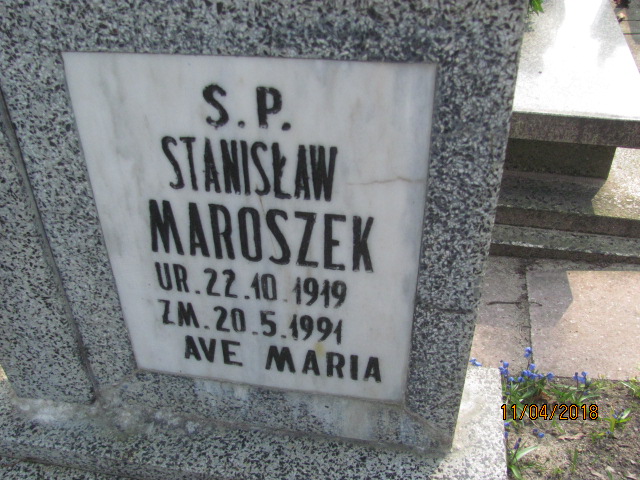 S.P.
STANISŁAW
MAROSZEK
UR.22.10.1919
ZM.20.5.1991
AVE MARIA
11/04/2018